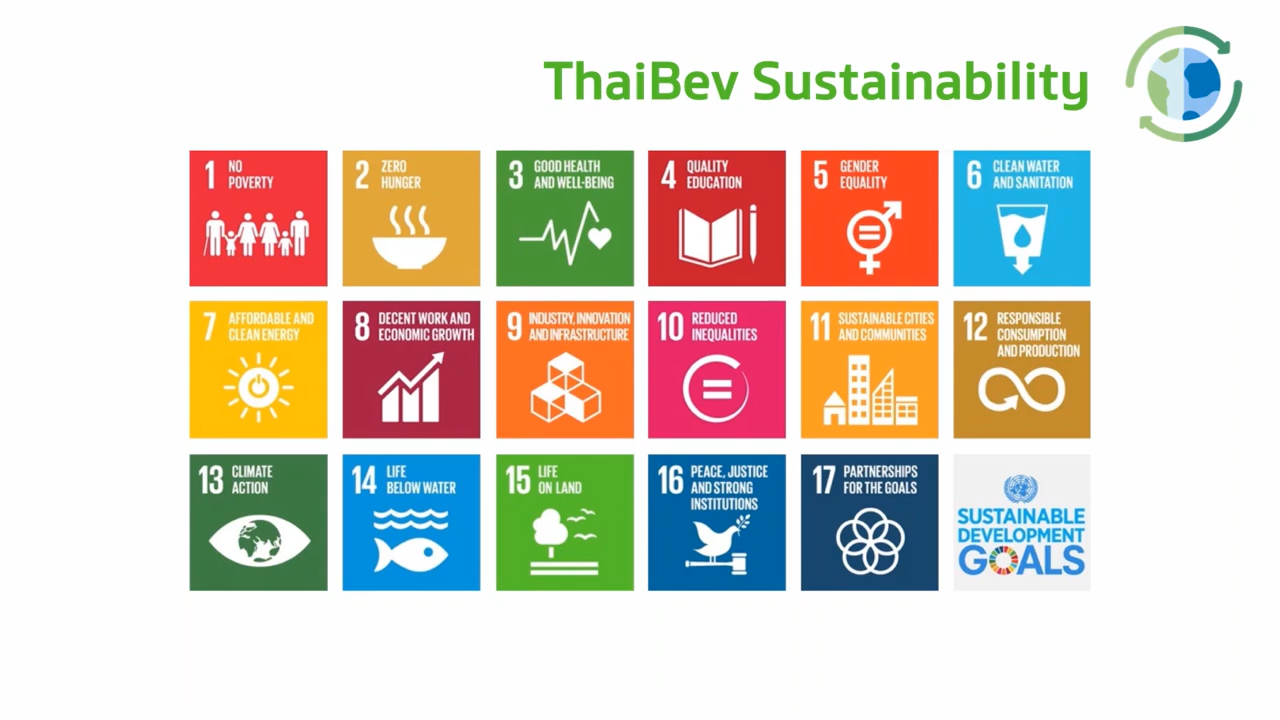 ThaiBev Sustainability
1 NO
POVERTY
2 ZERO
HUNGER
3 GOOD HEALTH
AND WELL-BEING
4 QUALITY
EDUCATION
5 GENDER
EQUALITY
6 CLEAN WATER
AND SANITATION
7 AFFORDABLE AND
CLEAN ENERGY
8 DECENT WORK AND
ECONOMIC GROWTH
9 INDUSTRY, INNOVATION
AND INFRASTRUCTURE
10 REDUCED
INEQUALITIES
11 SUSTAINABLE CITIES
AND COMMUNITIES
12 RESPONSIBLE
CONSUMPTION
AND PRODUCTION
13 CLIMATE
ACTION
14 LIFE
BELOW WATER
15 LIFE
ON LAND
16 PEACE, JUSTICE
AND STRONG
INSTITUTIONS
17 PARTNERSHIPS
FOR THE GOALS
SUSTAINABLE
DEVELOPMENT
GOALS